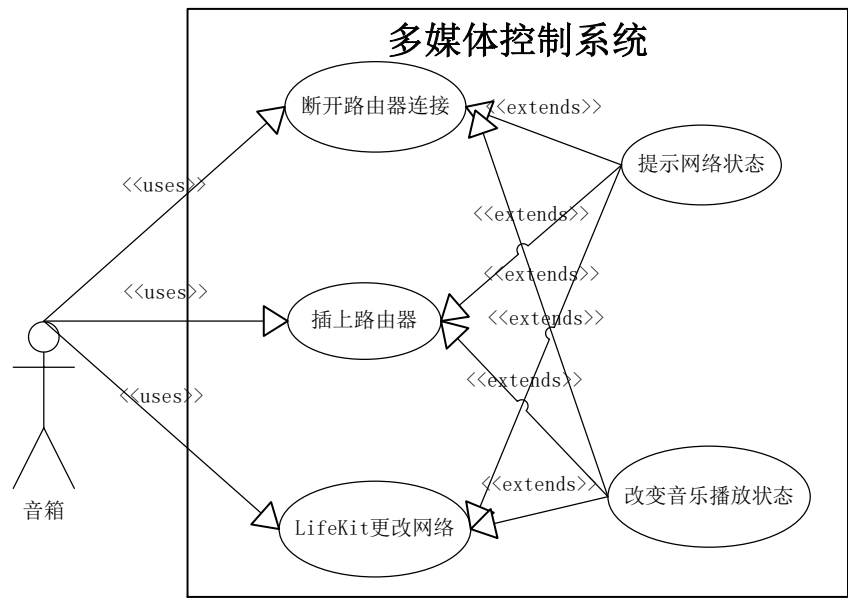 多媒体控制系统
断开路由器连接
<<extends>>
提示网络状态
<<uses>>
<<extends>>
<<extends>>
<<uses>>
插上路由器
<<extends>>
<<extends>>
<<uses>>
<<extends>>
改变音乐播放状态
音箱
LifeKit更改网络